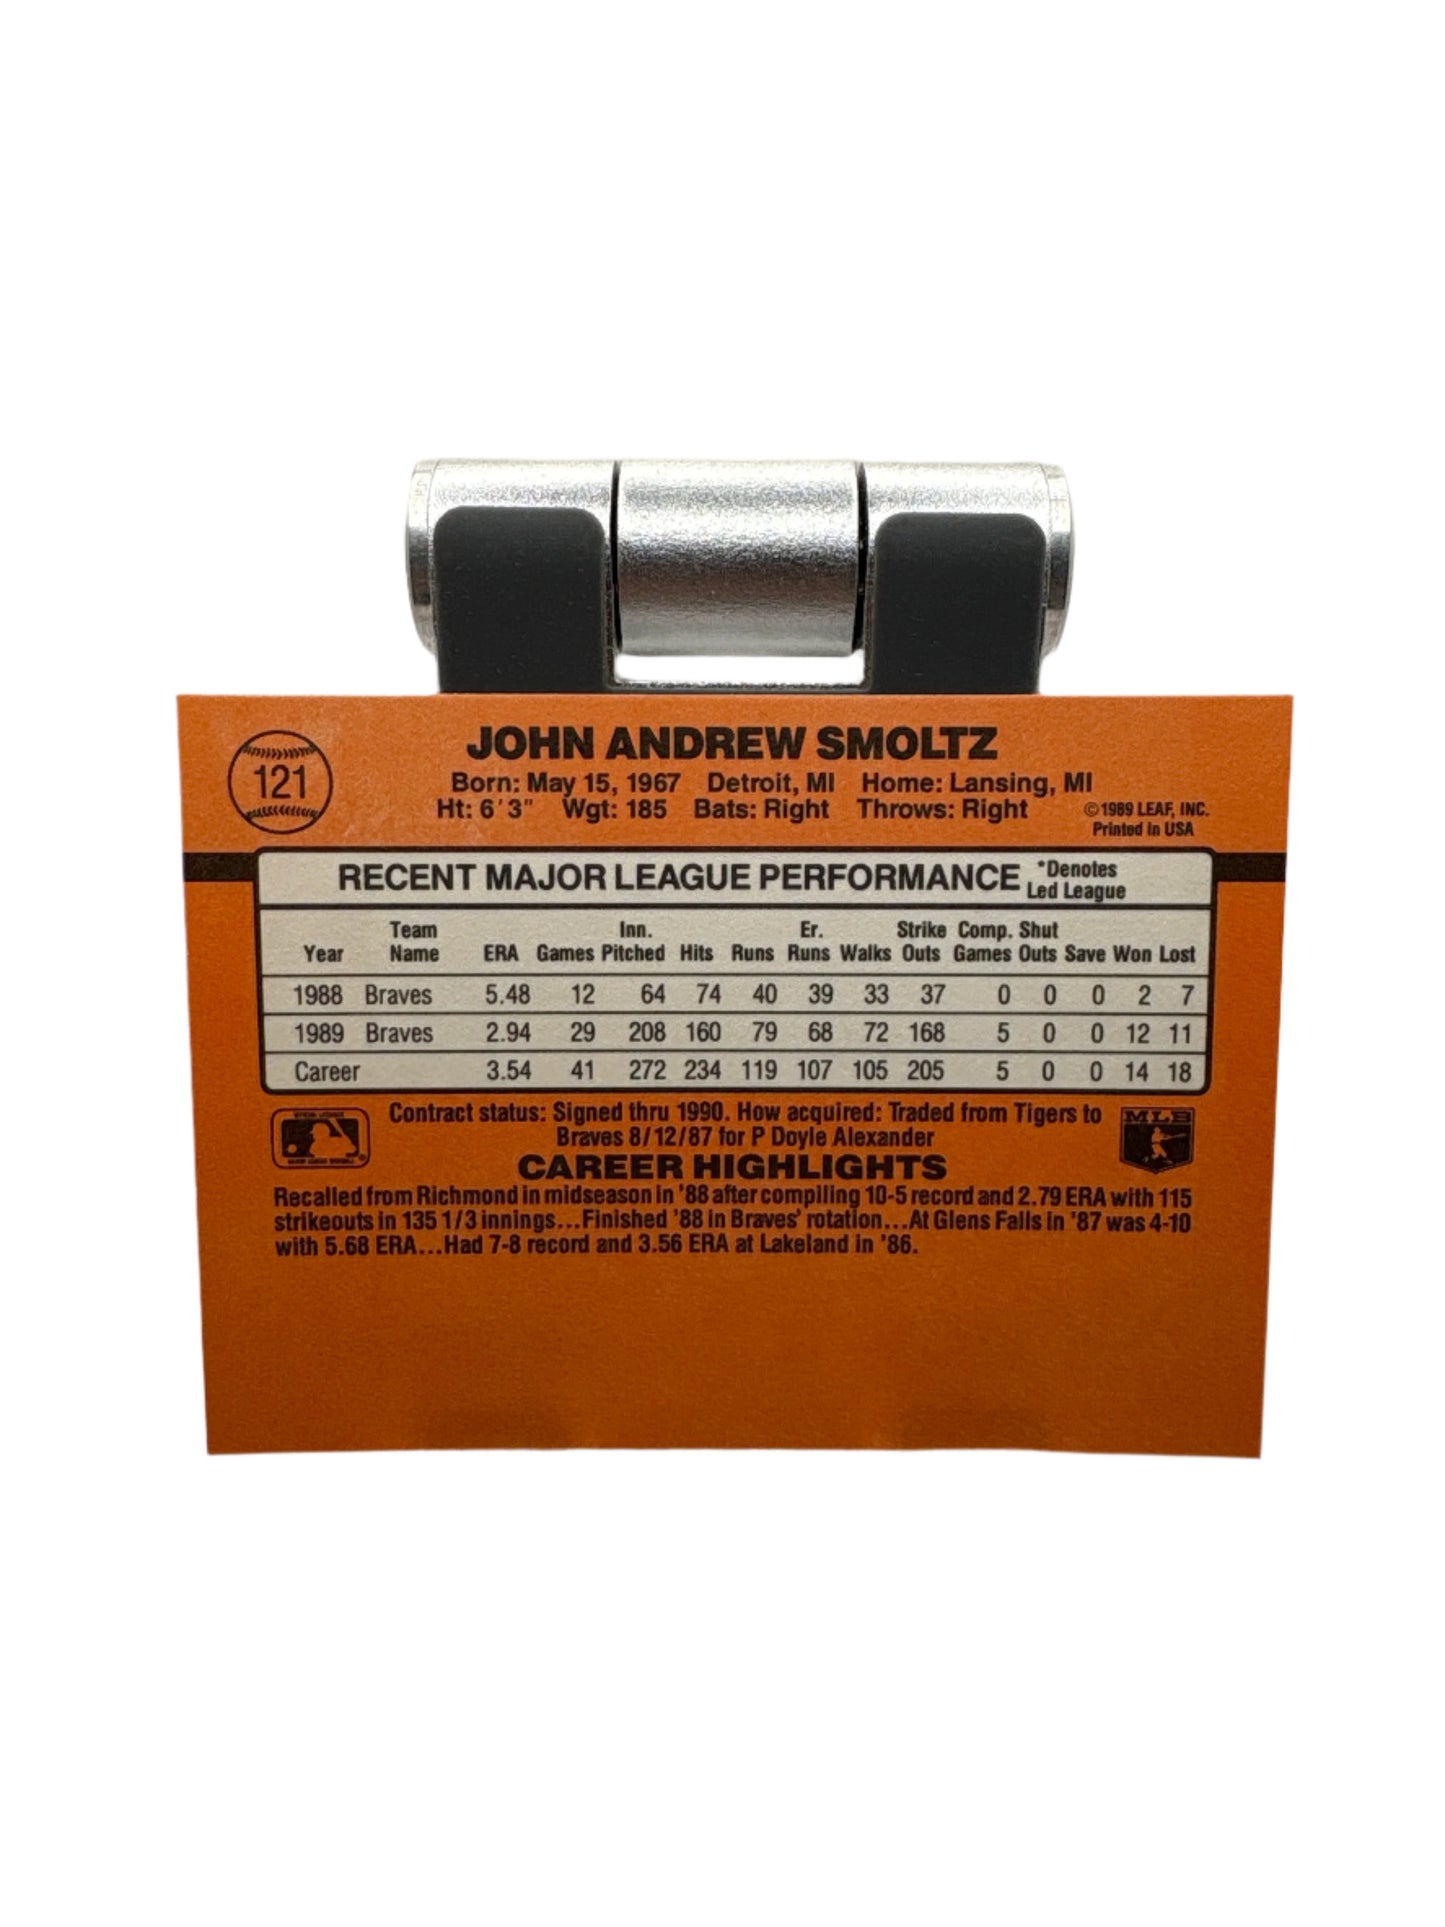 121
JOHN ANDREW SMOLTZ
Born: May 15, 1967 Detroit, MI Home: Lansing, MI
Ht: 6'3" Wgt: 185 Bats: Right Throws: Right
©1989 LEAF, INC.
Printed in USA
RECENT MAJOR LEAGUE PERFORMANCE *Denotes Led League
Year Team Name ERA Games Inn. Pitched Hits Runs Er. Runs Walks Strike Outs Comp. Games Shut Outs Save Won Lost
1988 Braves 5.48 12 64 74 40 39 33 37 0 0 0 2 7
1989 Braves 2.94 29 208 160 79 68 72 168 5 0 0 12 11
Career 3.54 41 272 234 119 107 105 205 5 0 0 14 18
Contract status: Signed thru 1990. How acquired: Traded from Tigers to
Braves 8/12/87 for P Doyle Alexander
MLB
CAREER HIGHLIGHTS
Recalled from Richmond in midseason in '88 after compiling 10-5 record and 2.79 ERA with 115
strikeouts in 135 1/3 innings...Finished '88 in Braves' rotation...At Glens Falls in '87 was 4-10
with 5.68 ERA...Had 7-8 record and 3.56 ERA at Lakeland in '86.